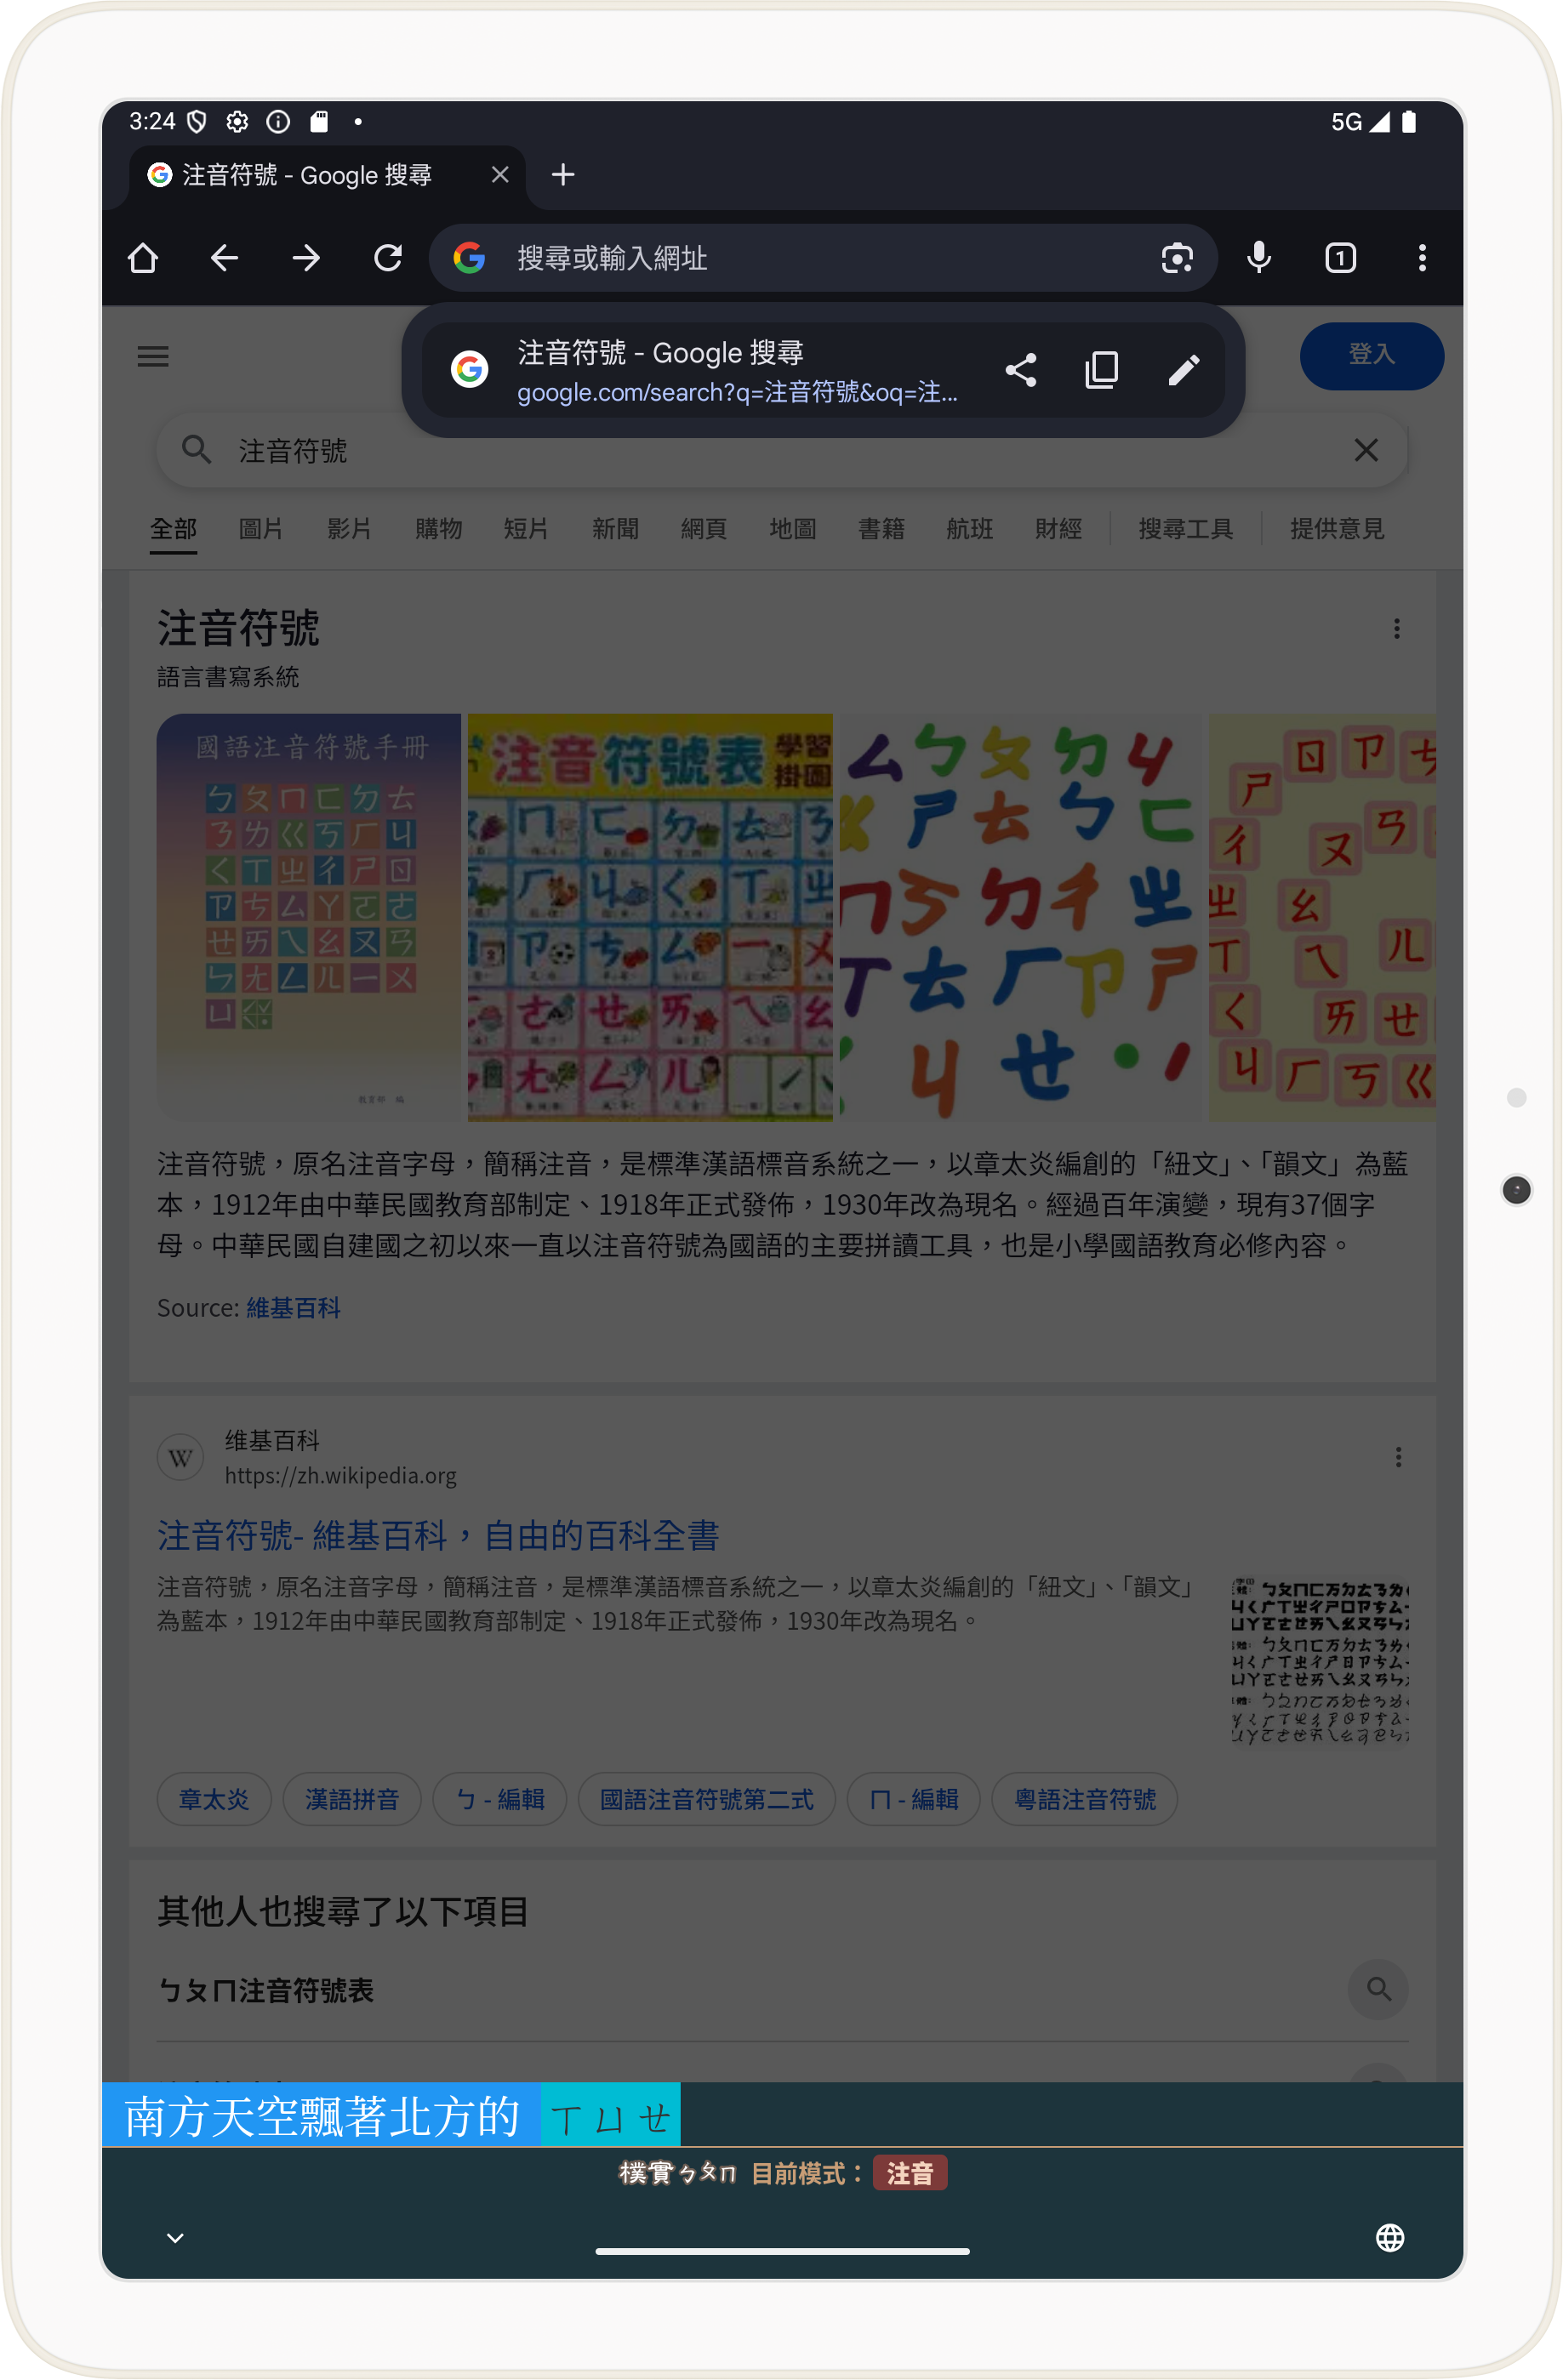 3:24
5G
注音符號 - Google 搜尋
搜尋或輸入網址
1
注音符號 - Google 搜尋
google.com/search?q=注音符號&oq=注...
登入
注音符號
全部 圖片 影片 購物 短片 新聞 網頁 地圖 書籍 航班 財經 搜尋工具 提供意見
注音符號
語言書寫系統
國語注音符號手冊
ㄅㄆㄇㄈㄉㄊ
ㄋㄌㄍㄎㄏㄐ
ㄑㄒㄓㄔㄕㄖ
ㄗㄘㄙㄚㄛㄜ
ㄝㄞㄟㄠㄡㄢ
ㄣㄤㄥㄦㄧㄨ
ㄩ
注音符號表 學習掛圖
ㄇ ㄈ ㄉ ㄊ ㄋ
ㄏ ㄐ ㄑ ㄒ ㄓ
ㄗ ㄘ ㄙ ㄧ ㄨ
ㄜ ㄝ ㄞ ㄟ ㄠ
ㄤ ㄥ ㄦ
ㄙ ㄅ ㄆ ㄉ ㄐ
ㄕ ㄊ ㄅ ㄈ
ㄇ ㄋ ㄉ ㄔ ㄓ
ㄒ ㄊ ㄏ ㄗ ㄕ
ㄐ ㄝ
ㄖ ㄗ ㄘ
ㄕ
ㄔ ㄡ ㄢ
ㄓ ㄠ
ㄒ ㄟ ㄦ
ㄑ ㄞ ㄝ
ㄐ ㄏ ㄎ ㄍ
注音符號，原名注音字母，簡稱注音，是標準漢語標音系統之一，以章太炎編創的「紐文」、「韻文」為藍
本，1912年由中華民國教育部制定、1918年正式發佈，1930年改為現名。經過百年演變，現有37個字
母。中華民國自建國之初以來一直以注音符號為國語的主要拼讀工具，也是小學國語教育必修內容。
Source: 維基百科
W
维基百科
https://zh.wikipedia.org
注音符號- 維基百科，自由的百科全書
注音符號，原名注音字母，簡稱注音，是標準漢語標音系統之一，以章太炎編創的「紐文」、「韻文」
為藍本，1912年由中華民國教育部制定、1918年正式發佈，1930年改為現名。
章太炎 漢語拼音 ㄅ - 編輯 國語注音符號第二式 ㄇ - 編輯 粵語注音符號
其他人也搜尋了以下項目
ㄅㄆㄇ注音符號表
南方天空飄著北方的 ㄒㄩㄝ
樸實ㄅㄆㄇ 目前模式： 注音